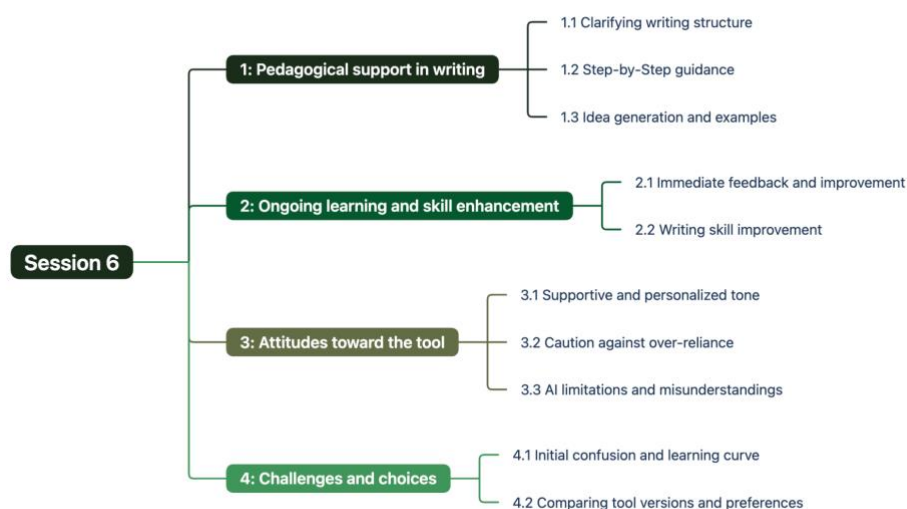 Session 6
1: Pedagogical support in writing
1.1 Clarifying writing structure
1.2 Step-by-Step guidance
1.3 Idea generation and examples
2: Ongoing learning and skill enhancement
2.1 Immediate feedback and improvement
2.2 Writing skill improvement
3: Attitudes toward the tool
3.1 Supportive and personalized tone
3.2 Caution against over-reliance
3.3 AI limitations and misunderstandings
4: Challenges and choices
4.1 Initial confusion and learning curve
4.2 Comparing tool versions and preferences